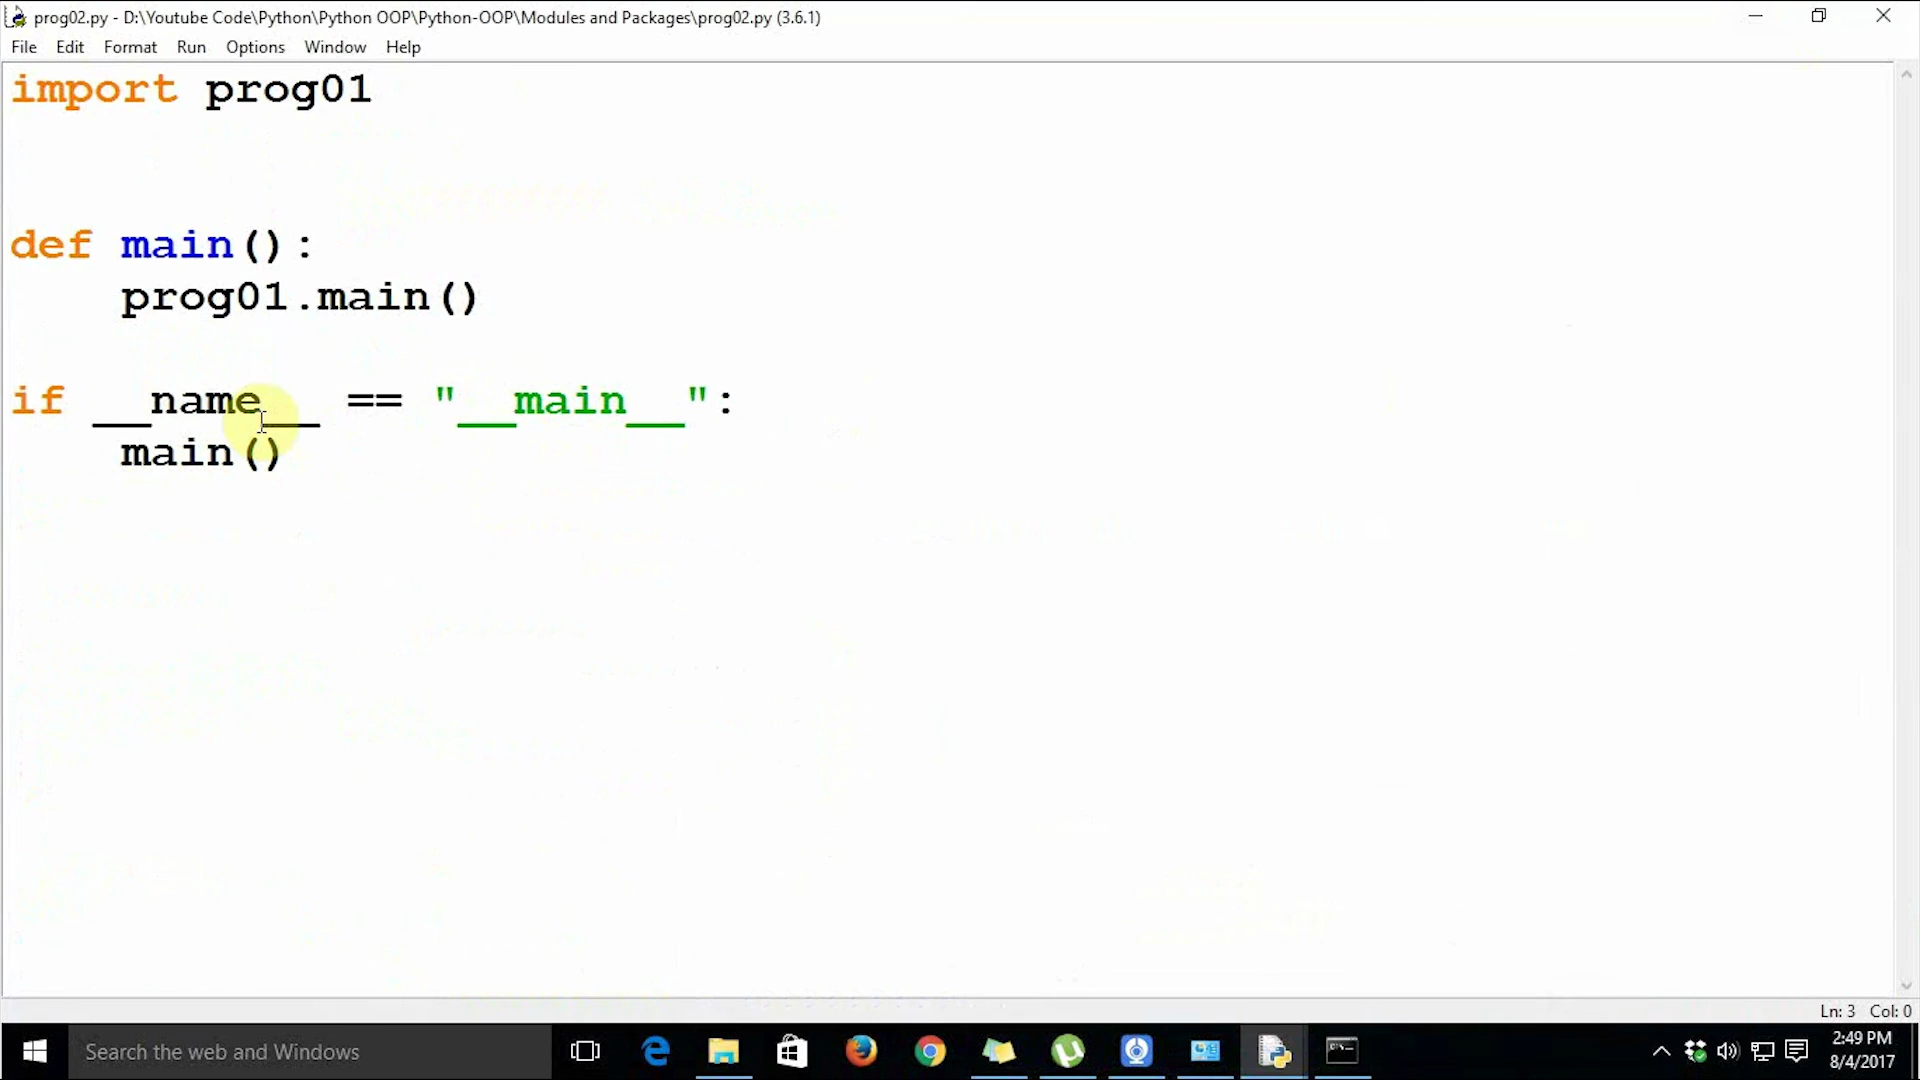 prog02.py - D:\Youtube Code\Python\Python OOP\Python-OOP\Modules and Packages\prog02.py (3.6.1)
File Edit Format Run Options Window Help
import prog01
def main():
    prog01.main()
if __name__ == "__main__":
    main()
Ln: 3 Col: 0
Search the web and Windows
2:49 PM
8/4/2017